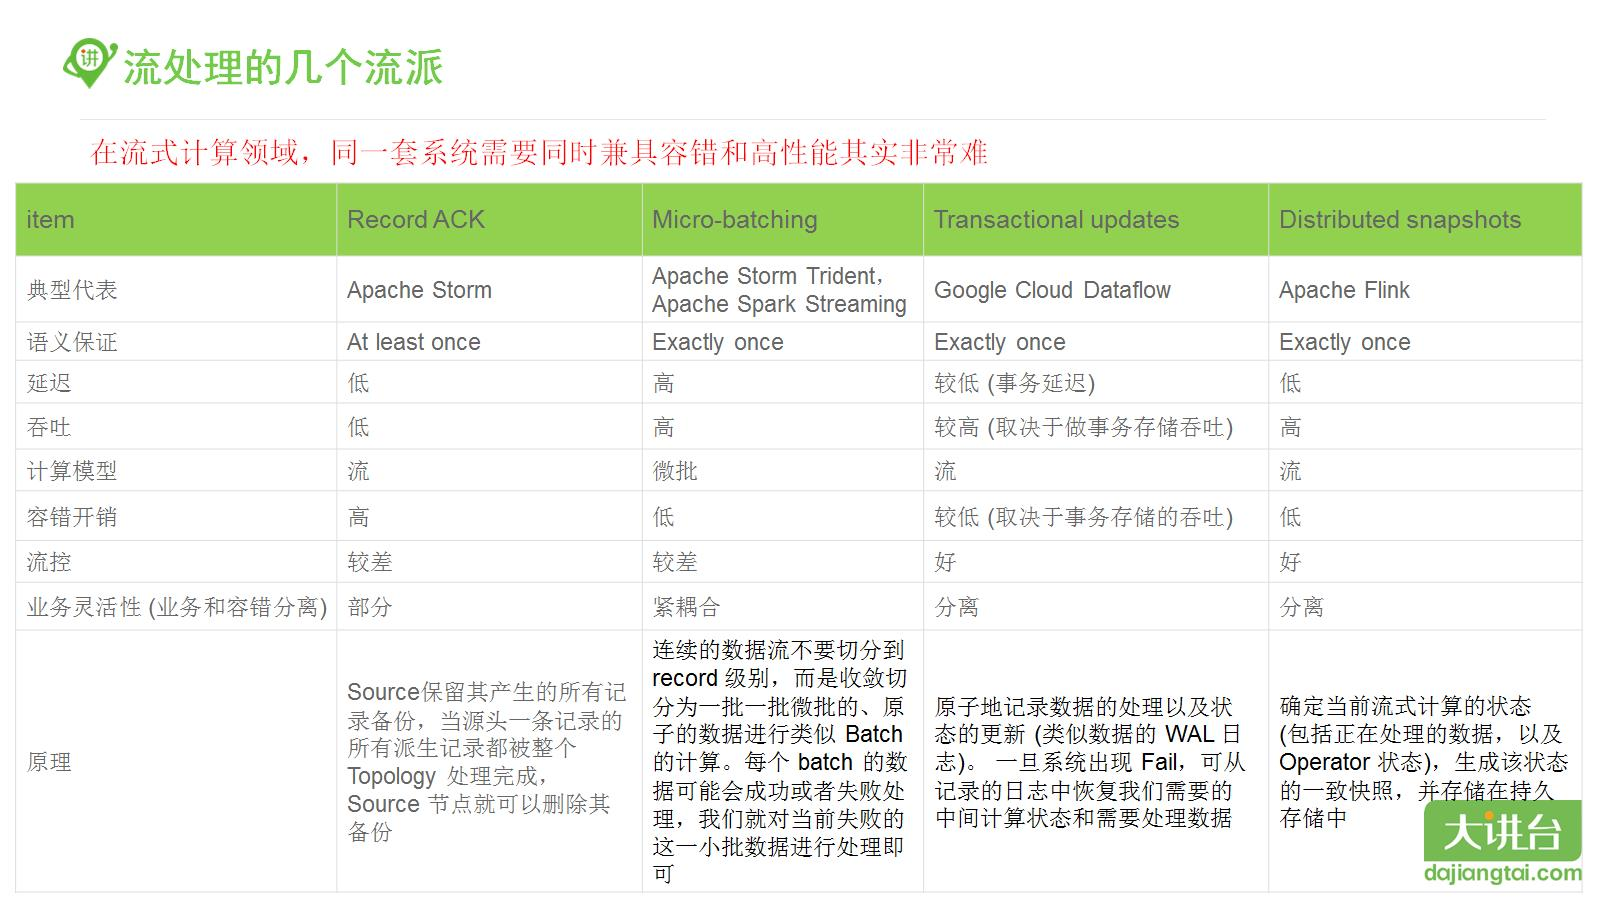 讲
流处理的几个流派
在流式计算领域，同一套系统需要同时兼具容错和高性能其实非常难
item
Record ACK
Micro-batching
Transactional updates
Distributed snapshots
典型代表
Apache Storm
Apache Storm Trident，
Apache Spark Streaming
Google Cloud Dataflow
Apache Flink
语义保证
At least once
Exactly once
Exactly once
Exactly once
延迟
低
高
较低 (事务延迟)
低
吞吐
低
高
较高 (取决于做事务存储吞吐)
高
计算模型
流
微批
流
流
容错开销
高
低
较低 (取决于事务存储的吞吐)
低
流控
较差
较差
好
好
业务灵活性 (业务和容错分离)
部分
紧耦合
分离
分离
原理
Source保留其产生的所有记
录备份，当源头一条记录的
所有派生记录都被整个
Topology 处理完成，
Source 节点就可以删除其
备份
连续的数据流不要切分到
record 级别，而是收敛切
分为一批一批微批的、原
子的数据进行类似 Batch
的计算。每个 batch 的数
据可能会成功或者失败处
理，我们就对当前失败的
这一小批数据进行处理即
可
原子地记录数据的处理以及状
态的更新 (类似数据的 WAL 日
志)。 一旦系统出现 Fail，可从
记录的日志中恢复我们需要的
中间计算状态和需要处理数据
确定当前流式计算的状态
(包括正在处理的数据，以及
Operator 状态)，生成该状态
的一致快照，并存储在持久
存储中
大讲台
dajiangtai.com